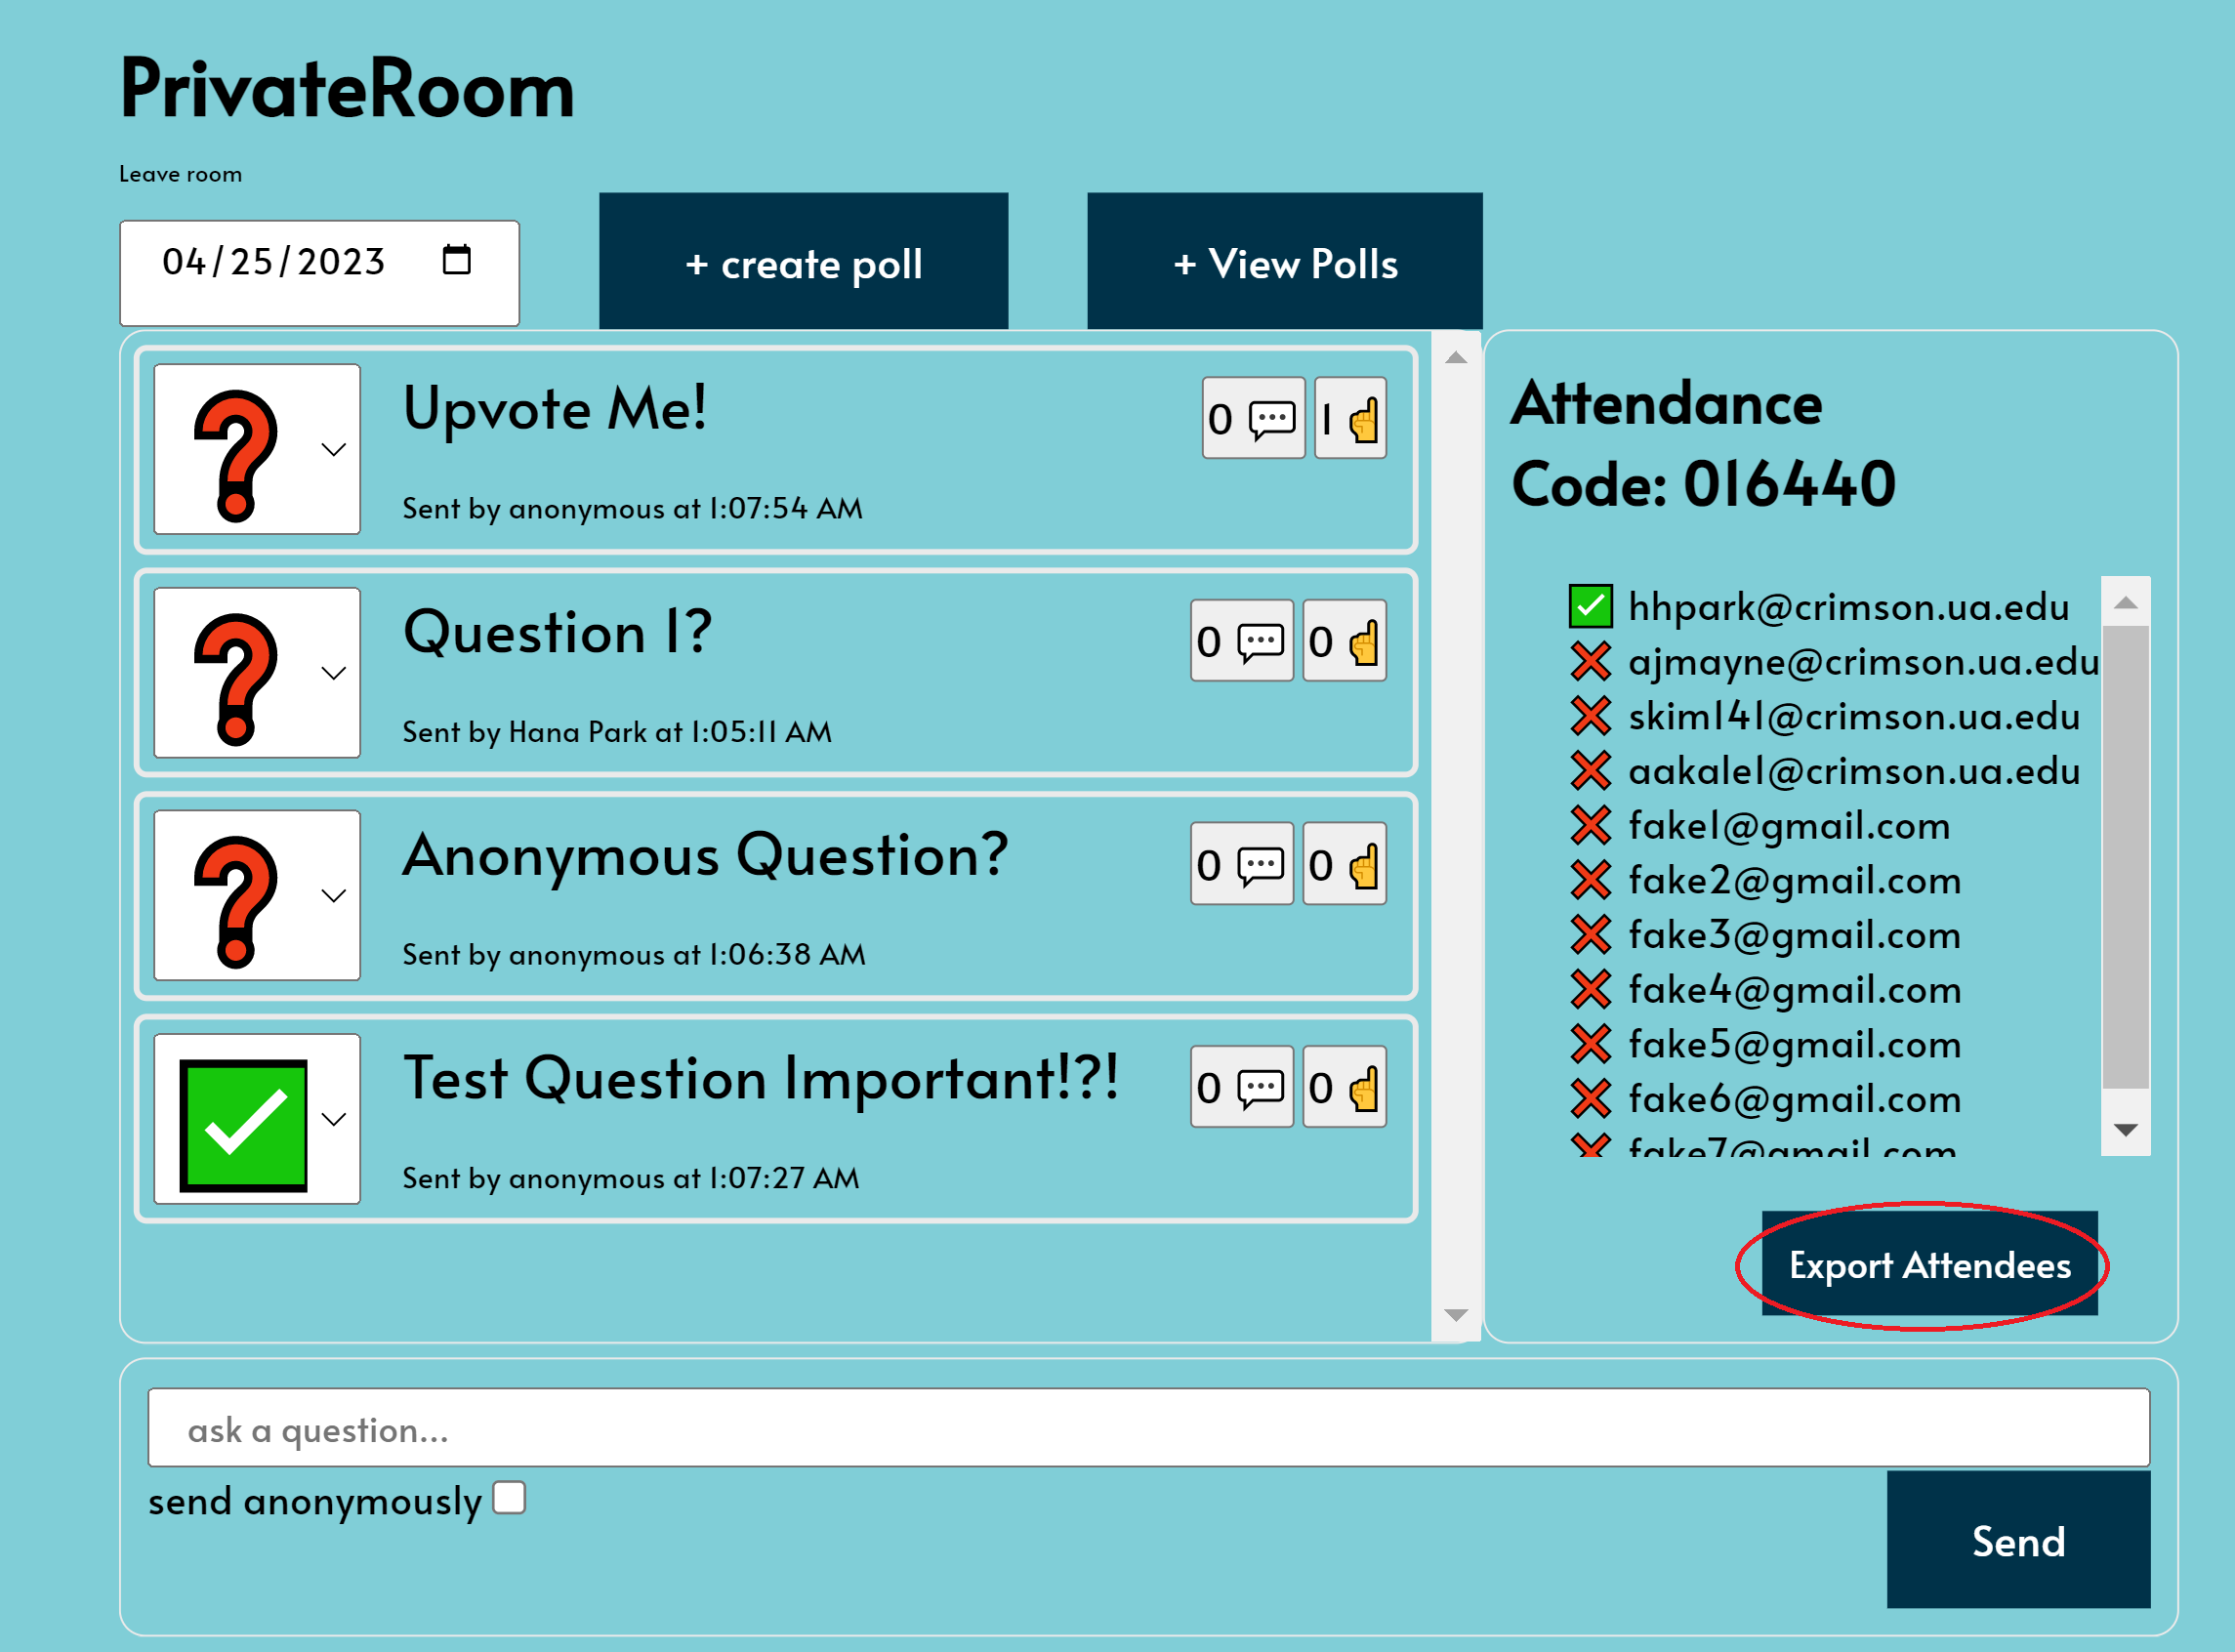 PrivateRoom
Leave room
04/25/2023
+ create poll
+ View Polls
Upvote Me!
0
1
Sent by anonymous at 1:07:54 AM
Question 1?
0
0
Sent by Hana Park at 1:05:11 AM
Anonymous Question?
0
0
Sent by anonymous at 1:06:38 AM
Test Question Important!?!
0
0
Sent by anonymous at 1:07:27 AM
Attendance
Code: 016440
hhpark@crimson.ua.edu
ajmayne@crimson.ua.edu
skim141@crimson.ua.edu
aakale1@crimson.ua.edu
fake1@gmail.com
fake2@gmail.com
fake3@gmail.com
fake4@gmail.com
fake5@gmail.com
fake6@gmail.com
fake7@gmail.com
Export Attendees
ask a question...
send anonymously
Send